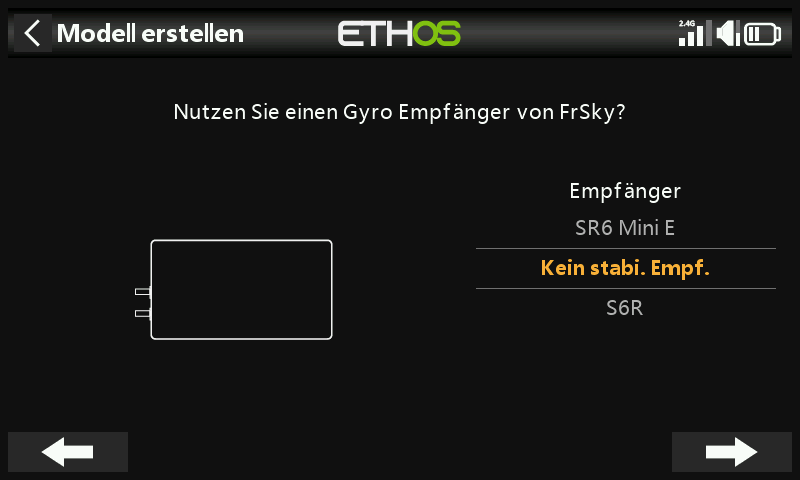 Modell erstellen
ETHOS
2.4G
Nutzen Sie einen Gyro Empfänger von FrSky?
Empfänger
SR6 Mini E
Kein stabi. Empf.
S6R